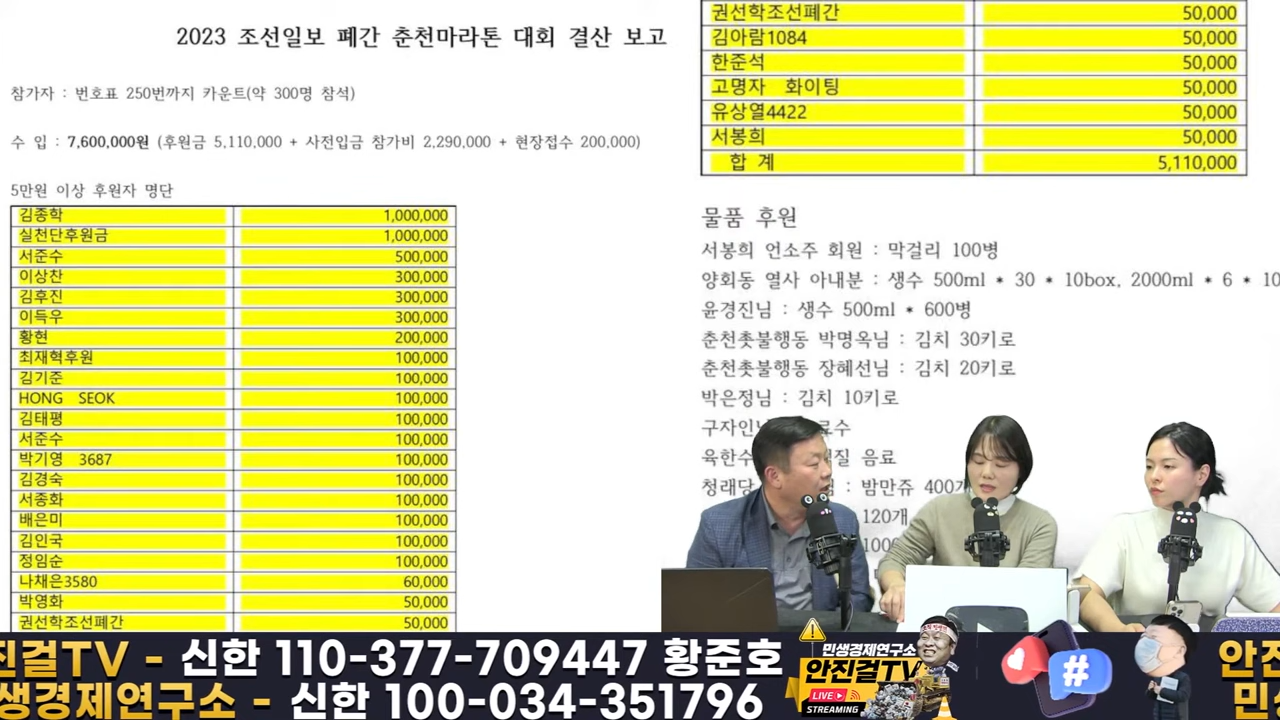 2023 조선일보 폐간 춘천마라톤 대회 결산 보고
참가자 : 번호표 250번까지 카운트(약 300명 참석)
수 입 : 7,600,000원 (후원금 5,110,000 + 사전입금 참가비 2,290,000 + 현장접수 200,000)
5만원 이상 후원자 명단
김종학 1,000,000
실천단후원금 1,000,000
서준수 500,000
이상찬 300,000
김후진 300,000
이득우 300,000
황현 200,000
최재혁후원 100,000
김기준 100,000
HONG SEOK 100,000
김태평 100,000
서준수 100,000
박기영 3687 100,000
김경숙 100,000
서종화 100,000
배은미 100,000
김인국 100,000
정임순 100,000
나채은3580 60,000
박영화 50,000
권선학조선폐간 50,000
권선학조선폐간 50,000
김아람1084 50,000
한준석 50,000
고명자 화이팅 50,000
유상열4422 50,000
서봉희 50,000
합 계 5,110,000
물품 후원
서봉희 언소주 회원 : 막걸리 100병
양회동 열사 아내분 : 생수 500ml * 30 * 10box, 2000ml * 6 * 10
윤경진님 : 생수 500ml * 600병
춘천촛불행동 박명옥님 : 김치 30키로
춘천촛불행동 장혜선님 : 김치 20키로
박은정님 : 김치 10키로
구자인 료수
육한수 질 음료
청래당 : 밤만쥬 400개
120개
100
진걸TV - 신한 110-377-709447 황준호
생경제연구소 - 신한 100-034-351796
민생경제연구소
안진걸TV
LIVE
STREAMING
#
안진
민생